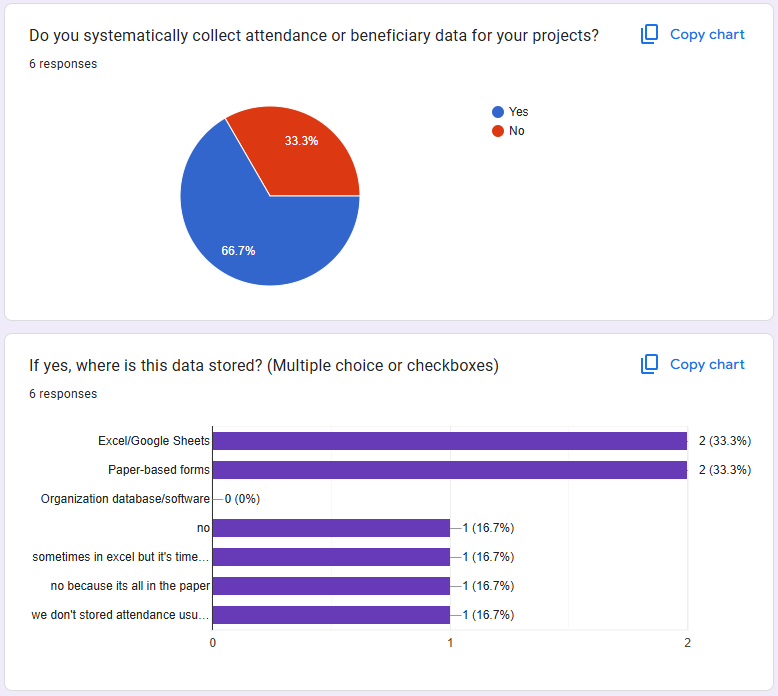 Do you systematically collect attendance or beneficiary data for your projects?
Copy chart
6 responses
Yes
No
33.3%
66.7%
If yes, where is this data stored? (Multiple choice or checkboxes)
Copy chart
6 responses
Excel/Google Sheets 2 (33.3%)
Paper-based forms 2 (33.3%)
Organization database/software 0 (0%)
no 1 (16.7%)
sometimes in excel but it's time... 1 (16.7%)
no because its all in the paper 1 (16.7%)
we don't stored attendance usu... 1 (16.7%)
0 1 2